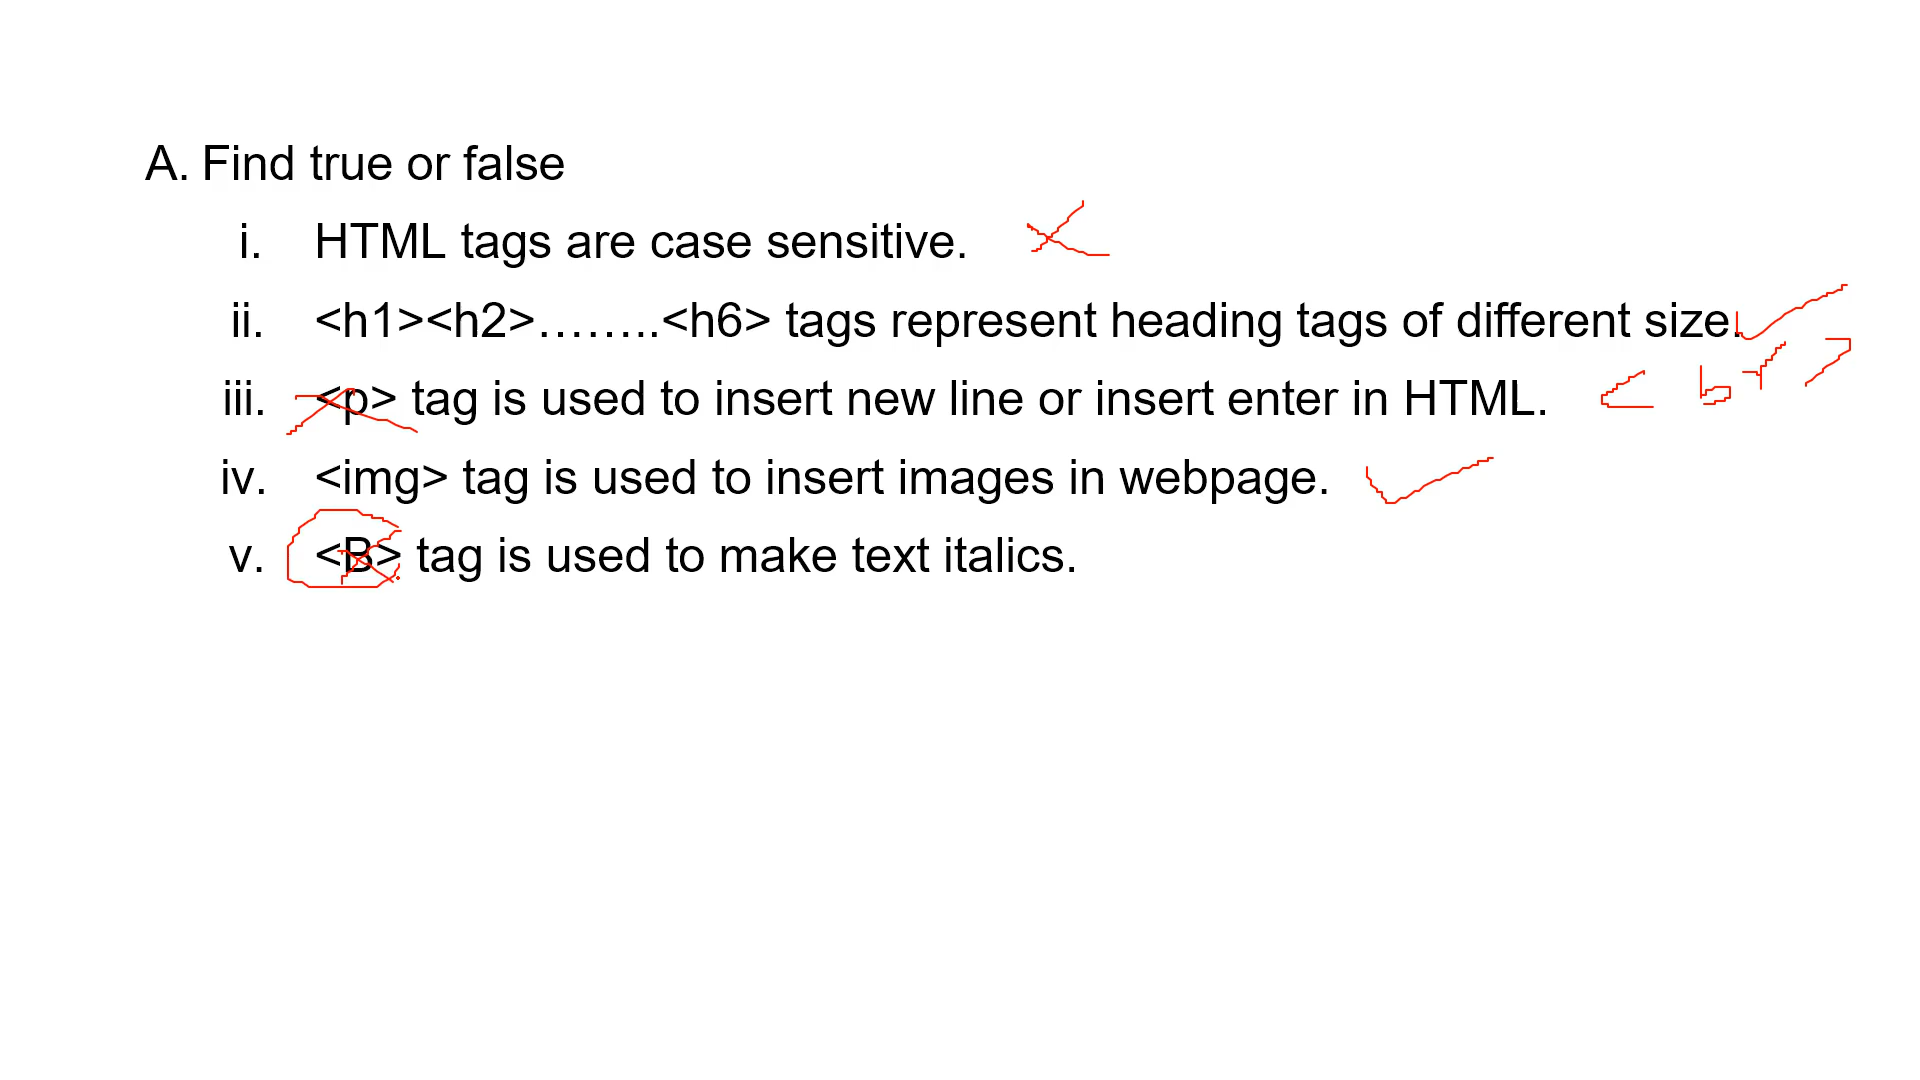 A. Find true or false
i. HTML tags are case sensitive.
ii. <h1><h2>……..<h6> tags represent heading tags of different size.
iii. <p> tag is used to insert new line or insert enter in HTML. < br >
iv. <img> tag is used to insert images in webpage.
v. <B> tag is used to make text italics.